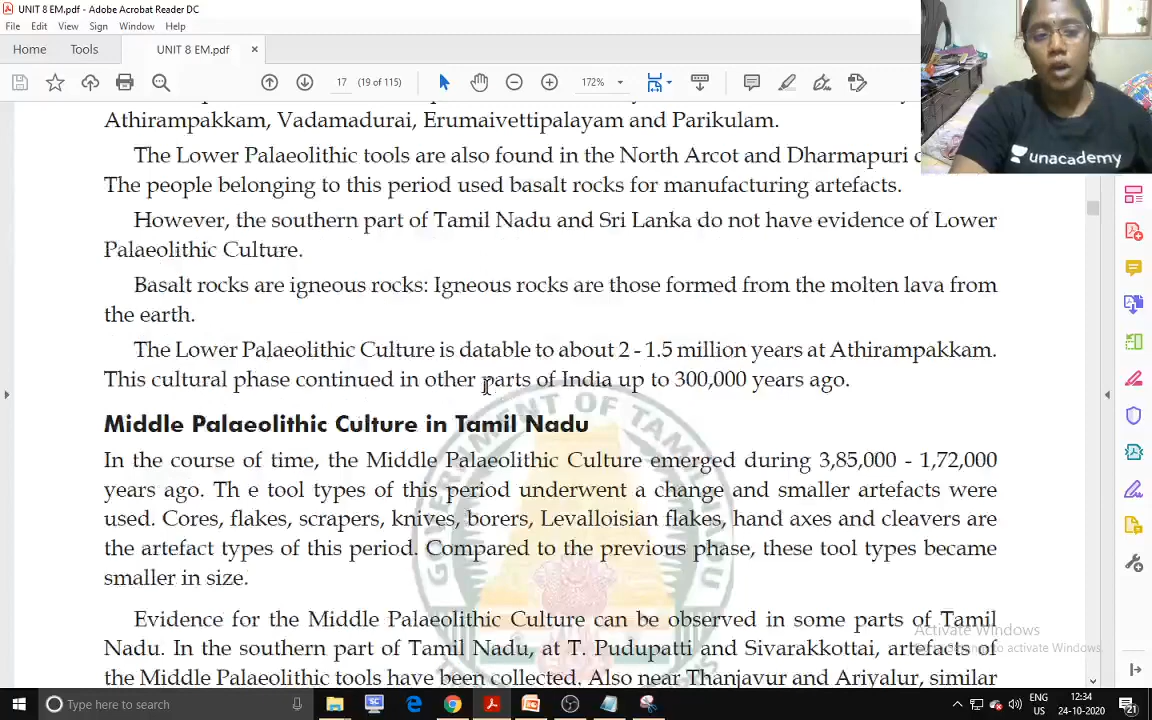 UNIT 8 EM.pdf - Adobe Acrobat Reader DC
File Edit View Sign Window Help
Home Tools UNIT 8 EM.pdf ×
17 (19 of 115) 172%
Athirampakkam, Vadamadurai, Erumaivettipalayam and Parikulam.
The Lower Palaeolithic tools are also found in the North Arcot and Dharmapuri
The people belonging to this period used basalt rocks for manufacturing artefacts.
However, the southern part of Tamil Nadu and Sri Lanka do not have evidence of Lower
Palaeolithic Culture.
Basalt rocks are igneous rocks: Igneous rocks are those formed from the molten lava from
the earth.
The Lower Palaeolithic Culture is datable to about 2 - 1.5 million years at Athirampakkam.
This cultural phase continued in other parts of India up to 300,000 years ago.
Middle Palaeolithic Culture in Tamil Nadu
In the course of time, the Middle Palaeolithic Culture emerged during 3,85,000 - 1,72,000
years ago. Th e tool types of this period underwent a change and smaller artefacts were
used. Cores, flakes, scrapers, knives, borers, Levalloisian flakes, hand axes and cleavers are
the artefact types of this period. Compared to the previous phase, these tool types became
smaller in size.
Evidence for the Middle Palaeolithic Culture can be observed in some parts of Tamil
Nadu. In the southern part of Tamil Nadu, at T. Pudupatti and Sivarakkottai, artefacts of
the Middle Palaeolithic tools have been collected. Also near Thanjavur and Ariyalur, similar
GOVERNMENT OF TAMIL NADU
unacademy
Activate Windows
to activate Windows.
Type here to search
ENG
US
12:34
24-10-2020
21